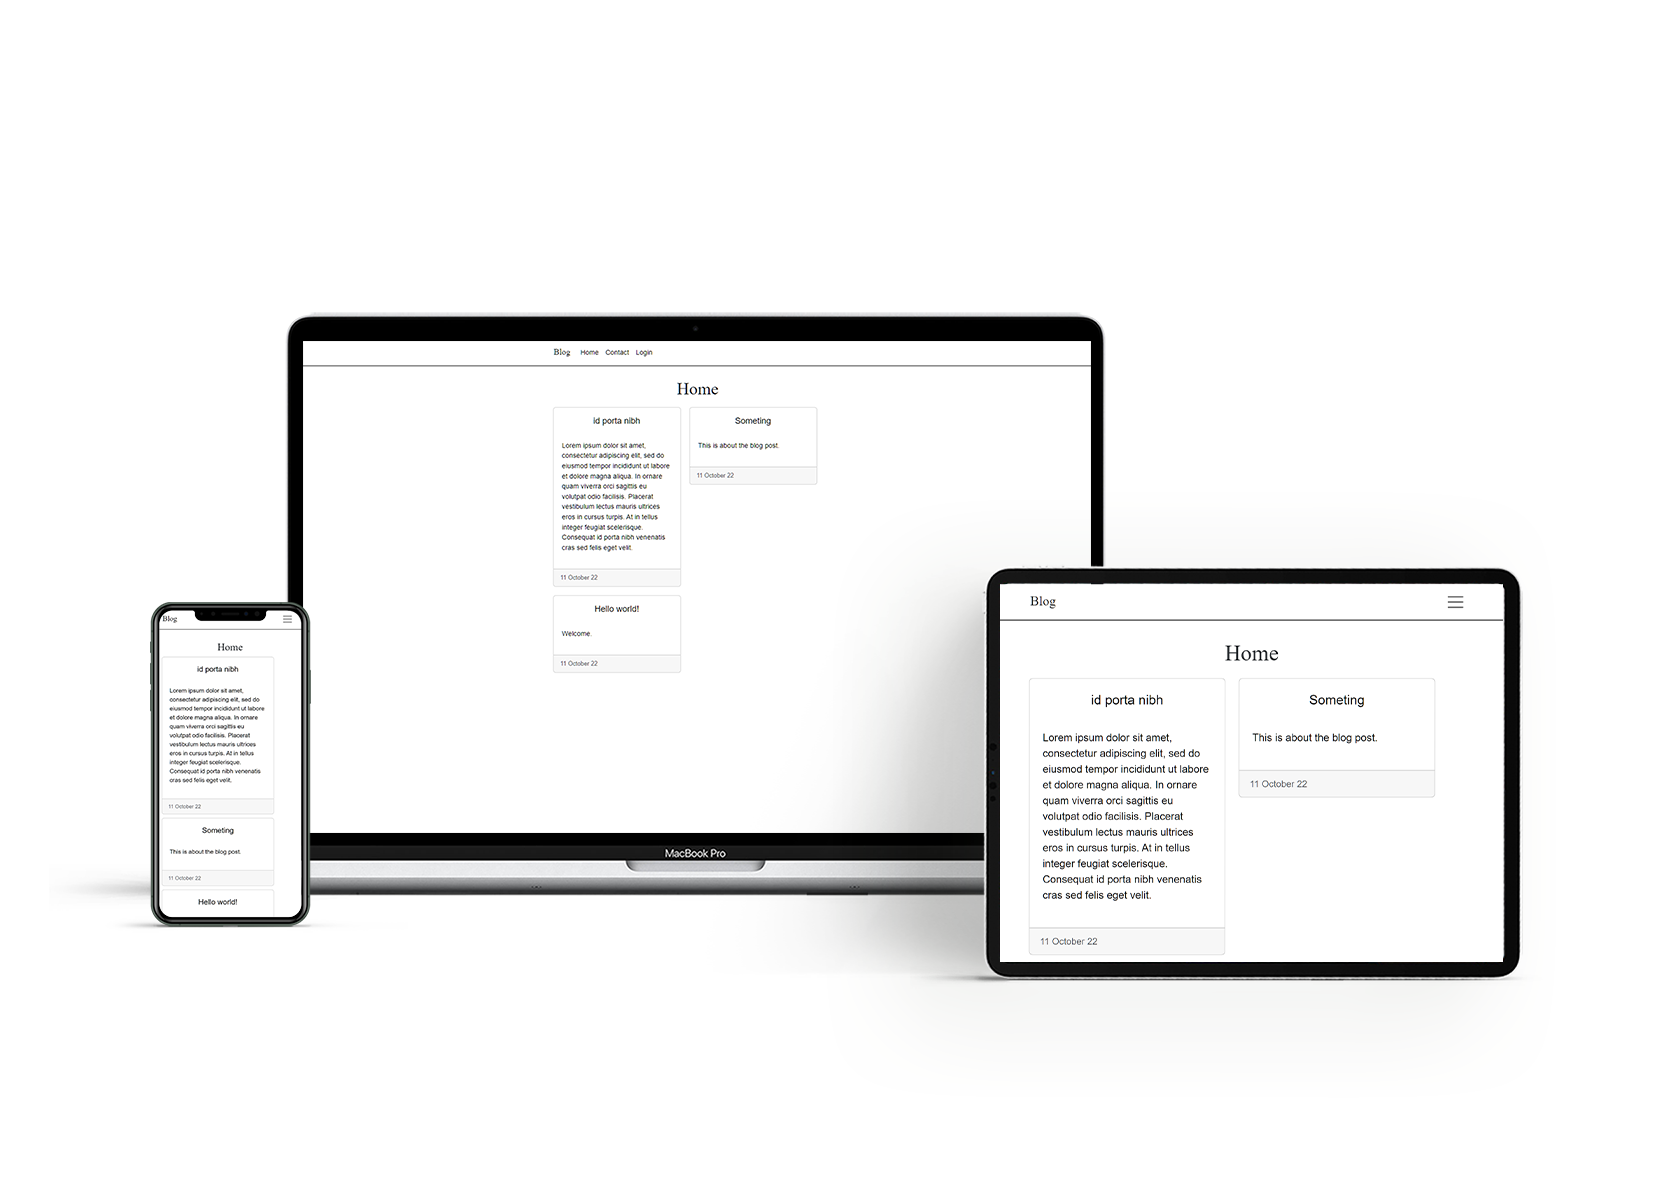 Blog Home Contact Login
Home
id porta nibh
Lorem ipsum dolor sit amet,
consectetur adipiscing elit, sed do
eiusmod tempor incididunt ut labore
et dolore magna aliqua. In ornare
quam viverra orci sagittis eu
volutpat odio facilisis. Placerat
vestibulum lectus mauris ultrices
eros in cursus turpis. At in tellus
integer feugiat scelerisque.
Consequat id porta nibh venenatis
cras sed felis eget velit.
11 October 22
Someting
This is about the blog post.
11 October 22
Hello world!
Welcome.
11 October 22
MacBook Pro
Blog
Home
id porta nibh
Lorem ipsum dolor sit amet,
consectetur adipiscing elit, sed do
eiusmod tempor incididunt ut labore
et dolore magna aliqua. In ornare
quam viverra orci sagittis eu
volutpat odio facilisis. Placerat
vestibulum lectus mauris ultrices
eros in cursus turpis. At in tellus
integer feugiat scelerisque.
Consequat id porta nibh venenatis
cras sed felis eget velit.
11 October 22
Someting
This is about the blog post.
11 October 22
Hello world!
Blog
Home
id porta nibh
Lorem ipsum dolor sit amet,
consectetur adipiscing elit, sed do
eiusmod tempor incididunt ut labore
et dolore magna aliqua. In ornare
quam viverra orci sagittis eu
volutpat odio facilisis. Placerat
vestibulum lectus mauris ultrices
eros in cursus turpis. At in tellus
integer feugiat scelerisque.
Consequat id porta nibh venenatis
cras sed felis eget velit.
11 October 22
Someting
This is about the blog post.
11 October 22